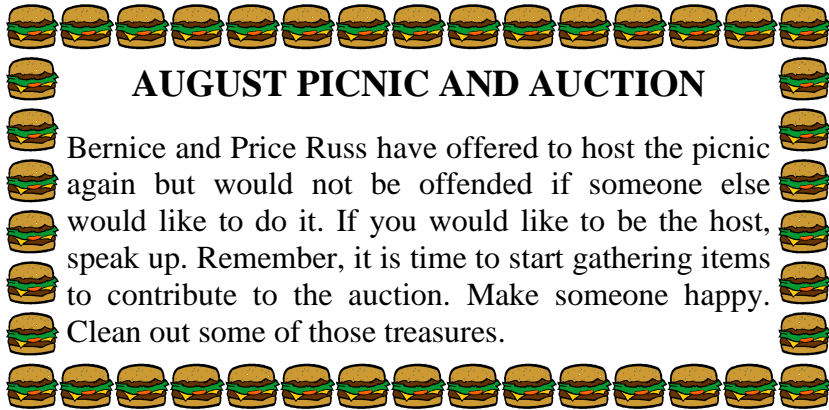 AUGUST PICNIC AND AUCTION
Bernice and Price Russ have offered to host the picnic
again but would not be offended if someone else
would like to do it. If you would like to be the host,
speak up. Remember, it is time to start gathering items
to contribute to the auction. Make someone happy.
Clean out some of those treasures.